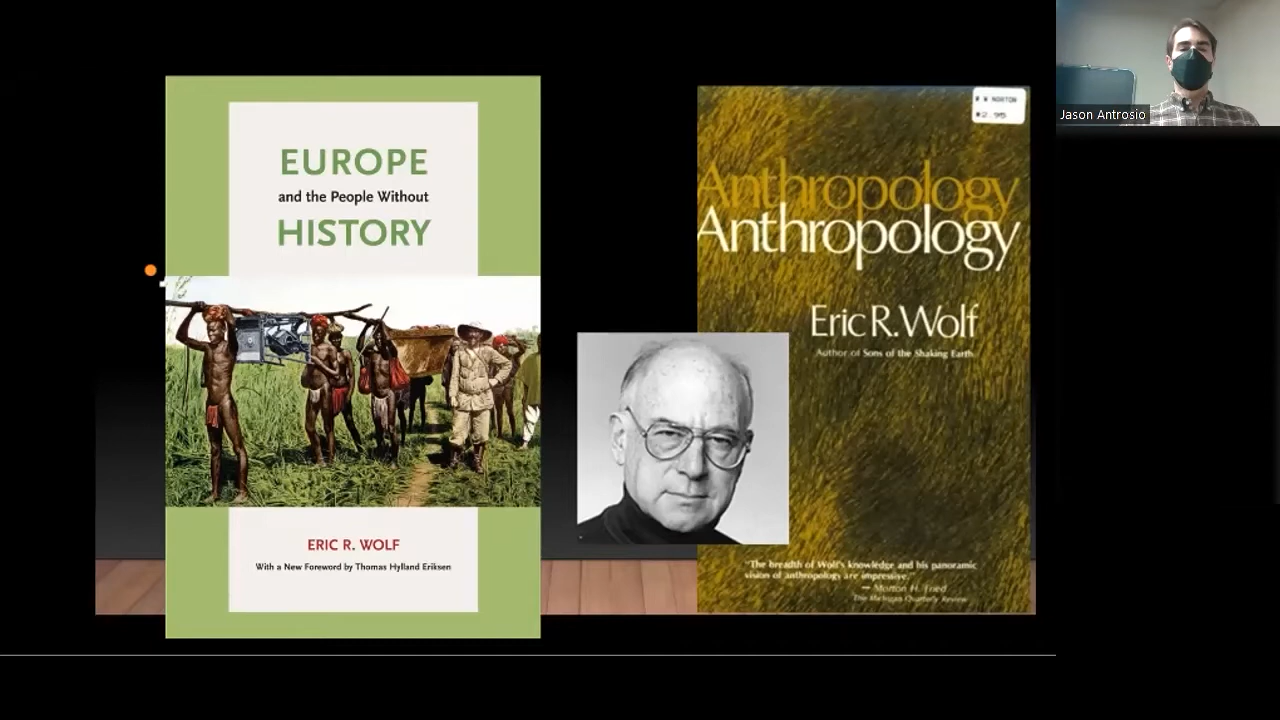 EUROPE
and the People Without
HISTORY
ERIC R. WOLF
With a New Foreword by Thomas Hylland Eriksen
W W NORTON
Anthropology
Anthropology
Eric R. Wolf
Author of Sons of the Shaking Earth
"The breadth of Wolf's knowledge and his panoramic
vision of anthropology are impressive."
— Morton H. Fried
The Michigan Quarterly Review
Jason Antrosio